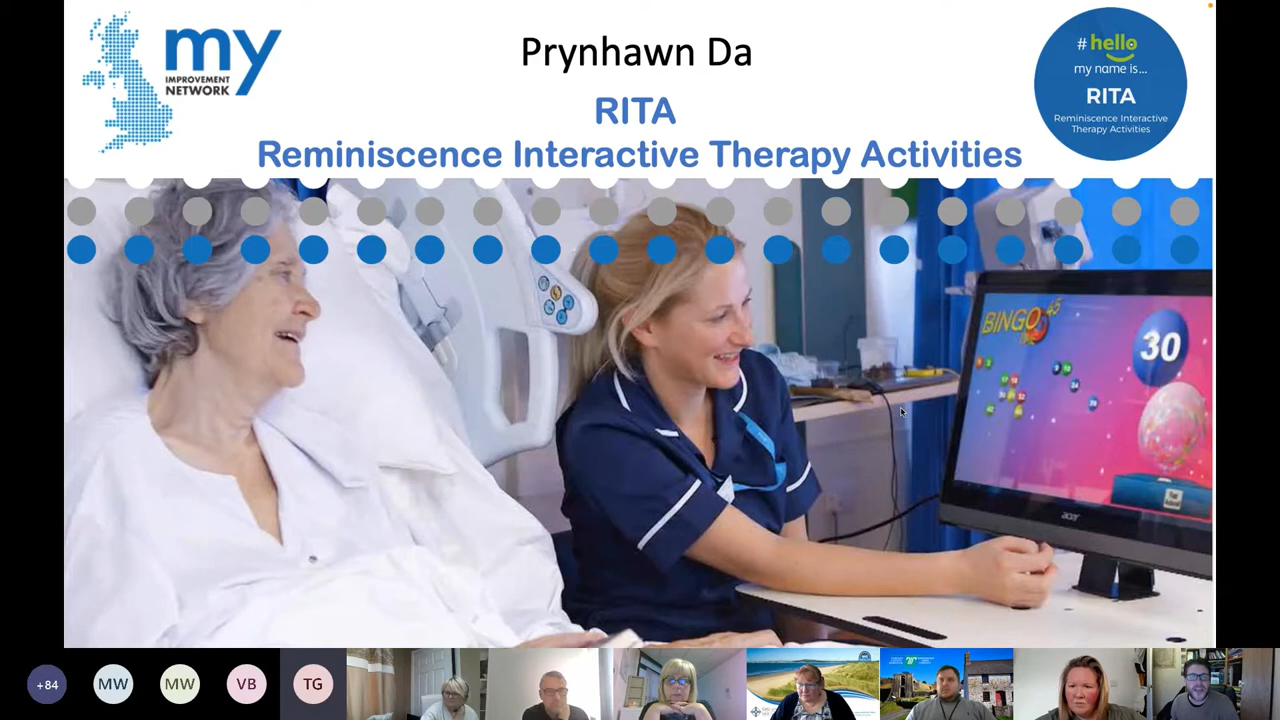 my
IMPROVEMENT
NETWORK
Prynhawn Da
RITA
Reminiscence Interactive Therapy Activities
# hello
my name is...
RITA
Reminiscence Interactive
Therapy Activities
BINGO
30
acer
+84
MW
MW
VB
TG